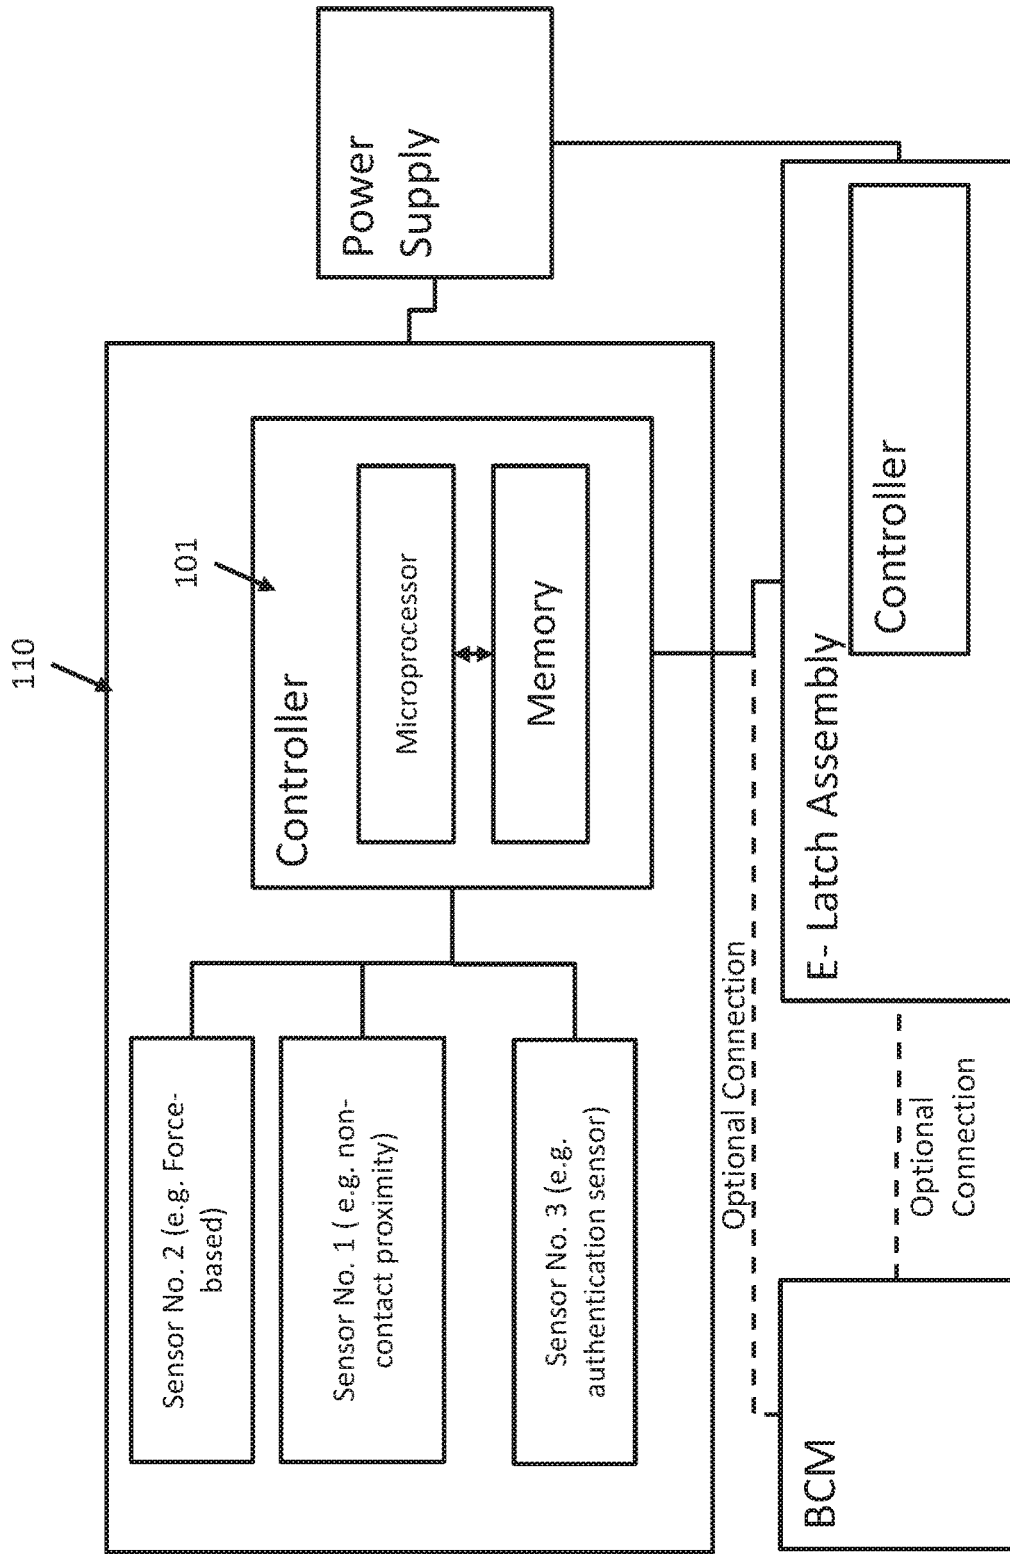 110
101
Sensor No. 2 (e.g. Force-
based)
Sensor No. 1 ( e.g. non-
contact proximity)
Sensor No. 3 (e.g.
authentication sensor)
Controller
Microprocessor
Memory
Power
Supply
Optional Connection
BCM
Optional
Connection
E- Latch Assembly
Controller